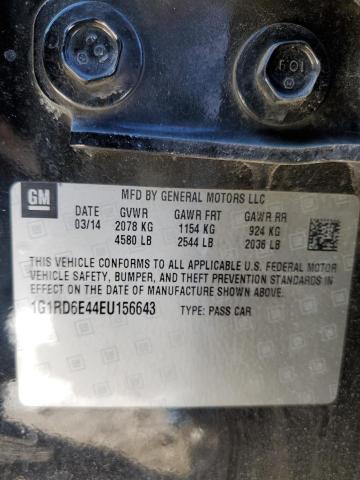 FO1
GM
MFD BY GENERAL MOTORS LLC
DATE GVWR GAWR FRT GAWR RR
03/14 2078 KG 1154 KG 924 KG
4580 LB 2544 LB 2036 LB
THIS VEHICLE CONFORMS TO ALL APPLICABLE U.S. FEDERAL MOTOR
VEHICLE SAFETY, BUMPER, AND THEFT PREVENTION STANDARDS IN
EFFECT ON THE DATE OF MANUFACTURE SHOWN ABOVE.
1G1RD6E44EU156643 TYPE: PASS CAR